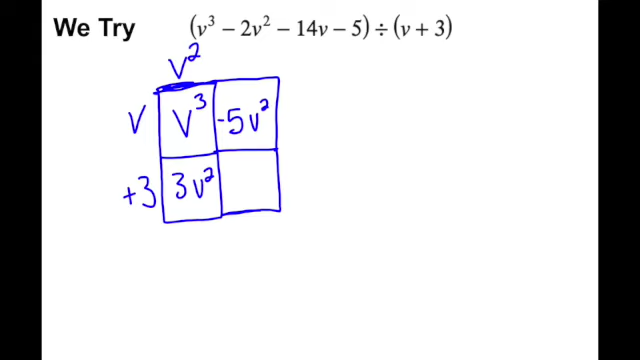 We Try (v³ − 2v² − 14v − 5) ÷ (v + 3)
v²
v v³ -5v²
+3 3v²